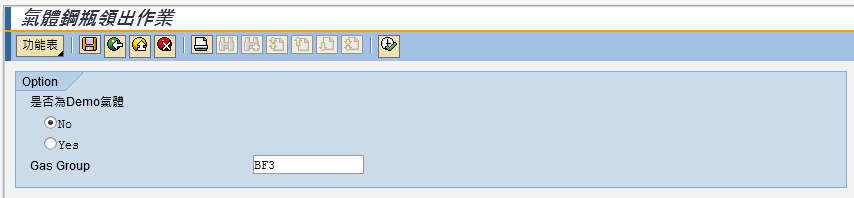 氣體鋼瓶領出作業
功能表
Option
是否為Demo氣體
No
Yes
Gas Group BF3